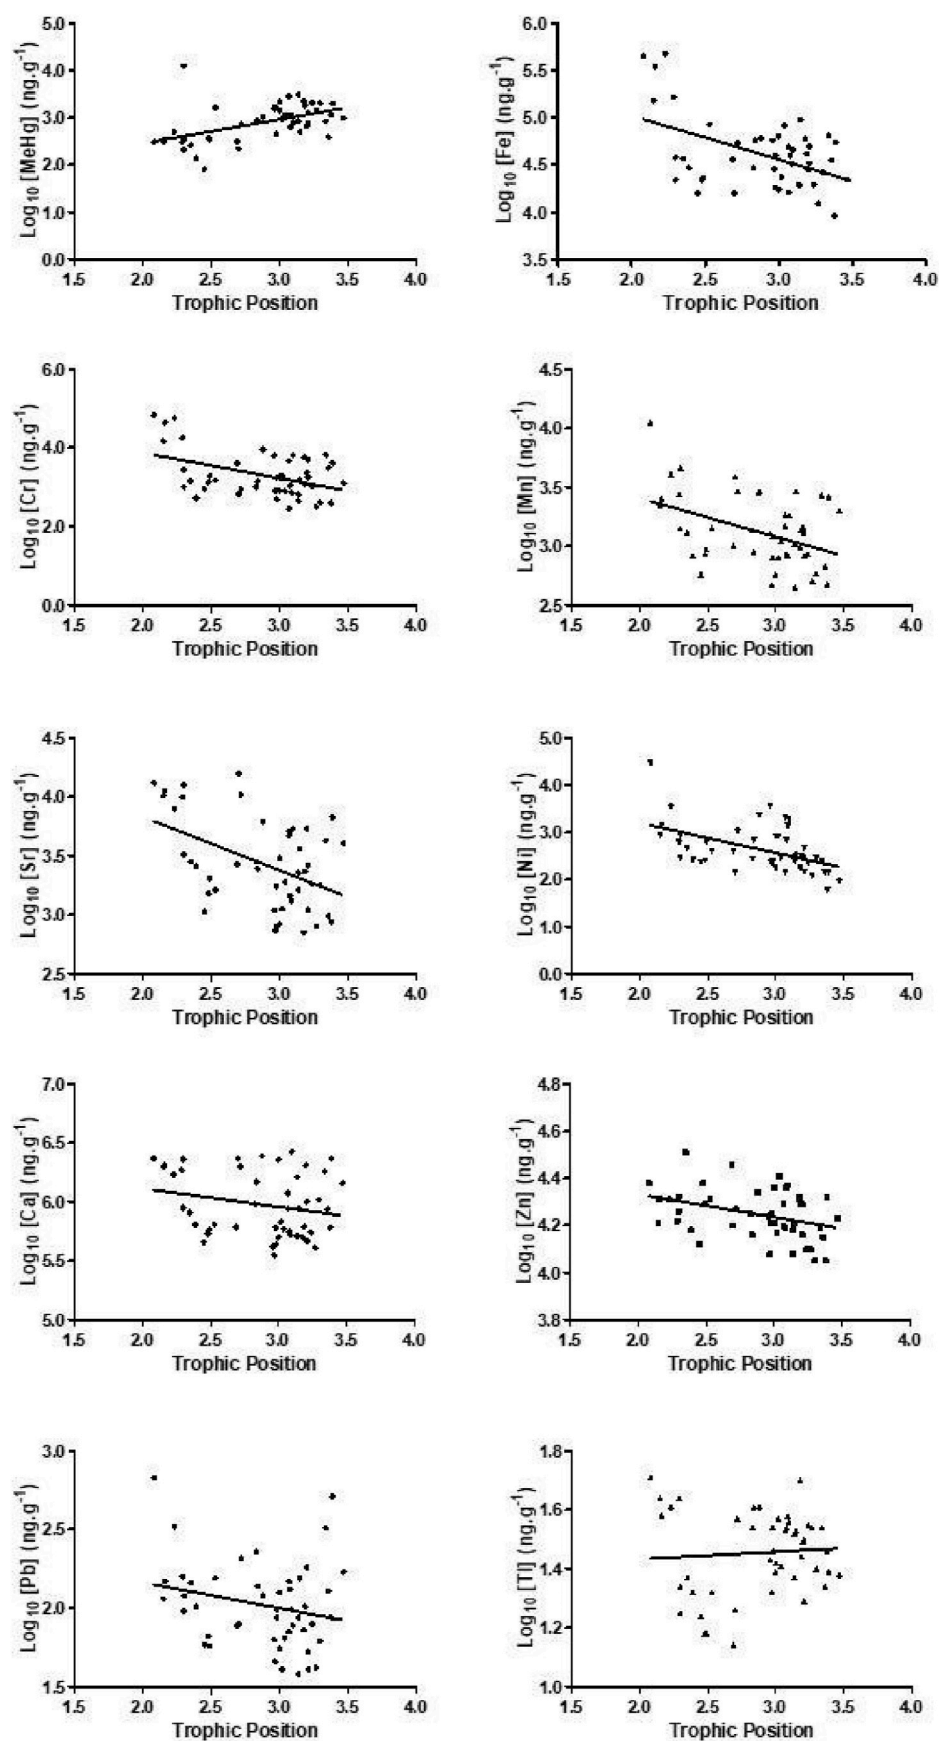 5.0
4.0
3.0
2.0
1.0
0.0
Log10 [MeHg] (ng.g-1)
1.5 2.0 2.5 3.0 3.5 4.0
Trophic Position
6.0
5.5
5.0
4.5
4.0
3.5
Log10 [Fe] (ng.g-1)
1.5 2.0 2.5 3.0 3.5 4.0
Trophic Position
6.0
4.0
2.0
0.0
Log10 [Cr] (ng.g-1)
1.5 2.0 2.5 3.0 3.5 4.0
Trophic Position
4.5
4.0
3.5
3.0
2.5
Log10 [Mn] (ng.g-1)
1.5 2.0 2.5 3.0 3.5 4.0
Trophic Position
4.5
4.0
3.5
3.0
2.5
Log10 [Sr] (ng.g-1)
1.5 2.0 2.5 3.0 3.5 4.0
Trophic Position
5.0
4.0
3.0
2.0
1.0
0.0
Log10 [Ni] (ng.g-1)
1.5 2.0 2.5 3.0 3.5 4.0
Trophic Position
7.0
6.5
6.0
5.5
5.0
Log10 [Ca] (ng.g-1)
1.5 2.0 2.5 3.0 3.5 4.0
Trophic Position
4.8
4.6
4.4
4.2
4.0
3.8
Log10 [Zn] (ng.g-1)
1.5 2.0 2.5 3.0 3.5 4.0
Trophic Position
3.0
2.5
2.0
1.5
Log10 [Pb] (ng.g-1)
1.5 2.0 2.5 3.0 3.5 4.0
Trophic Position
1.8
1.6
1.4
1.2
1.0
Log10 [Tl] (ng.g-1)
1.5 2.0 2.5 3.0 3.5 4.0
Trophic Position